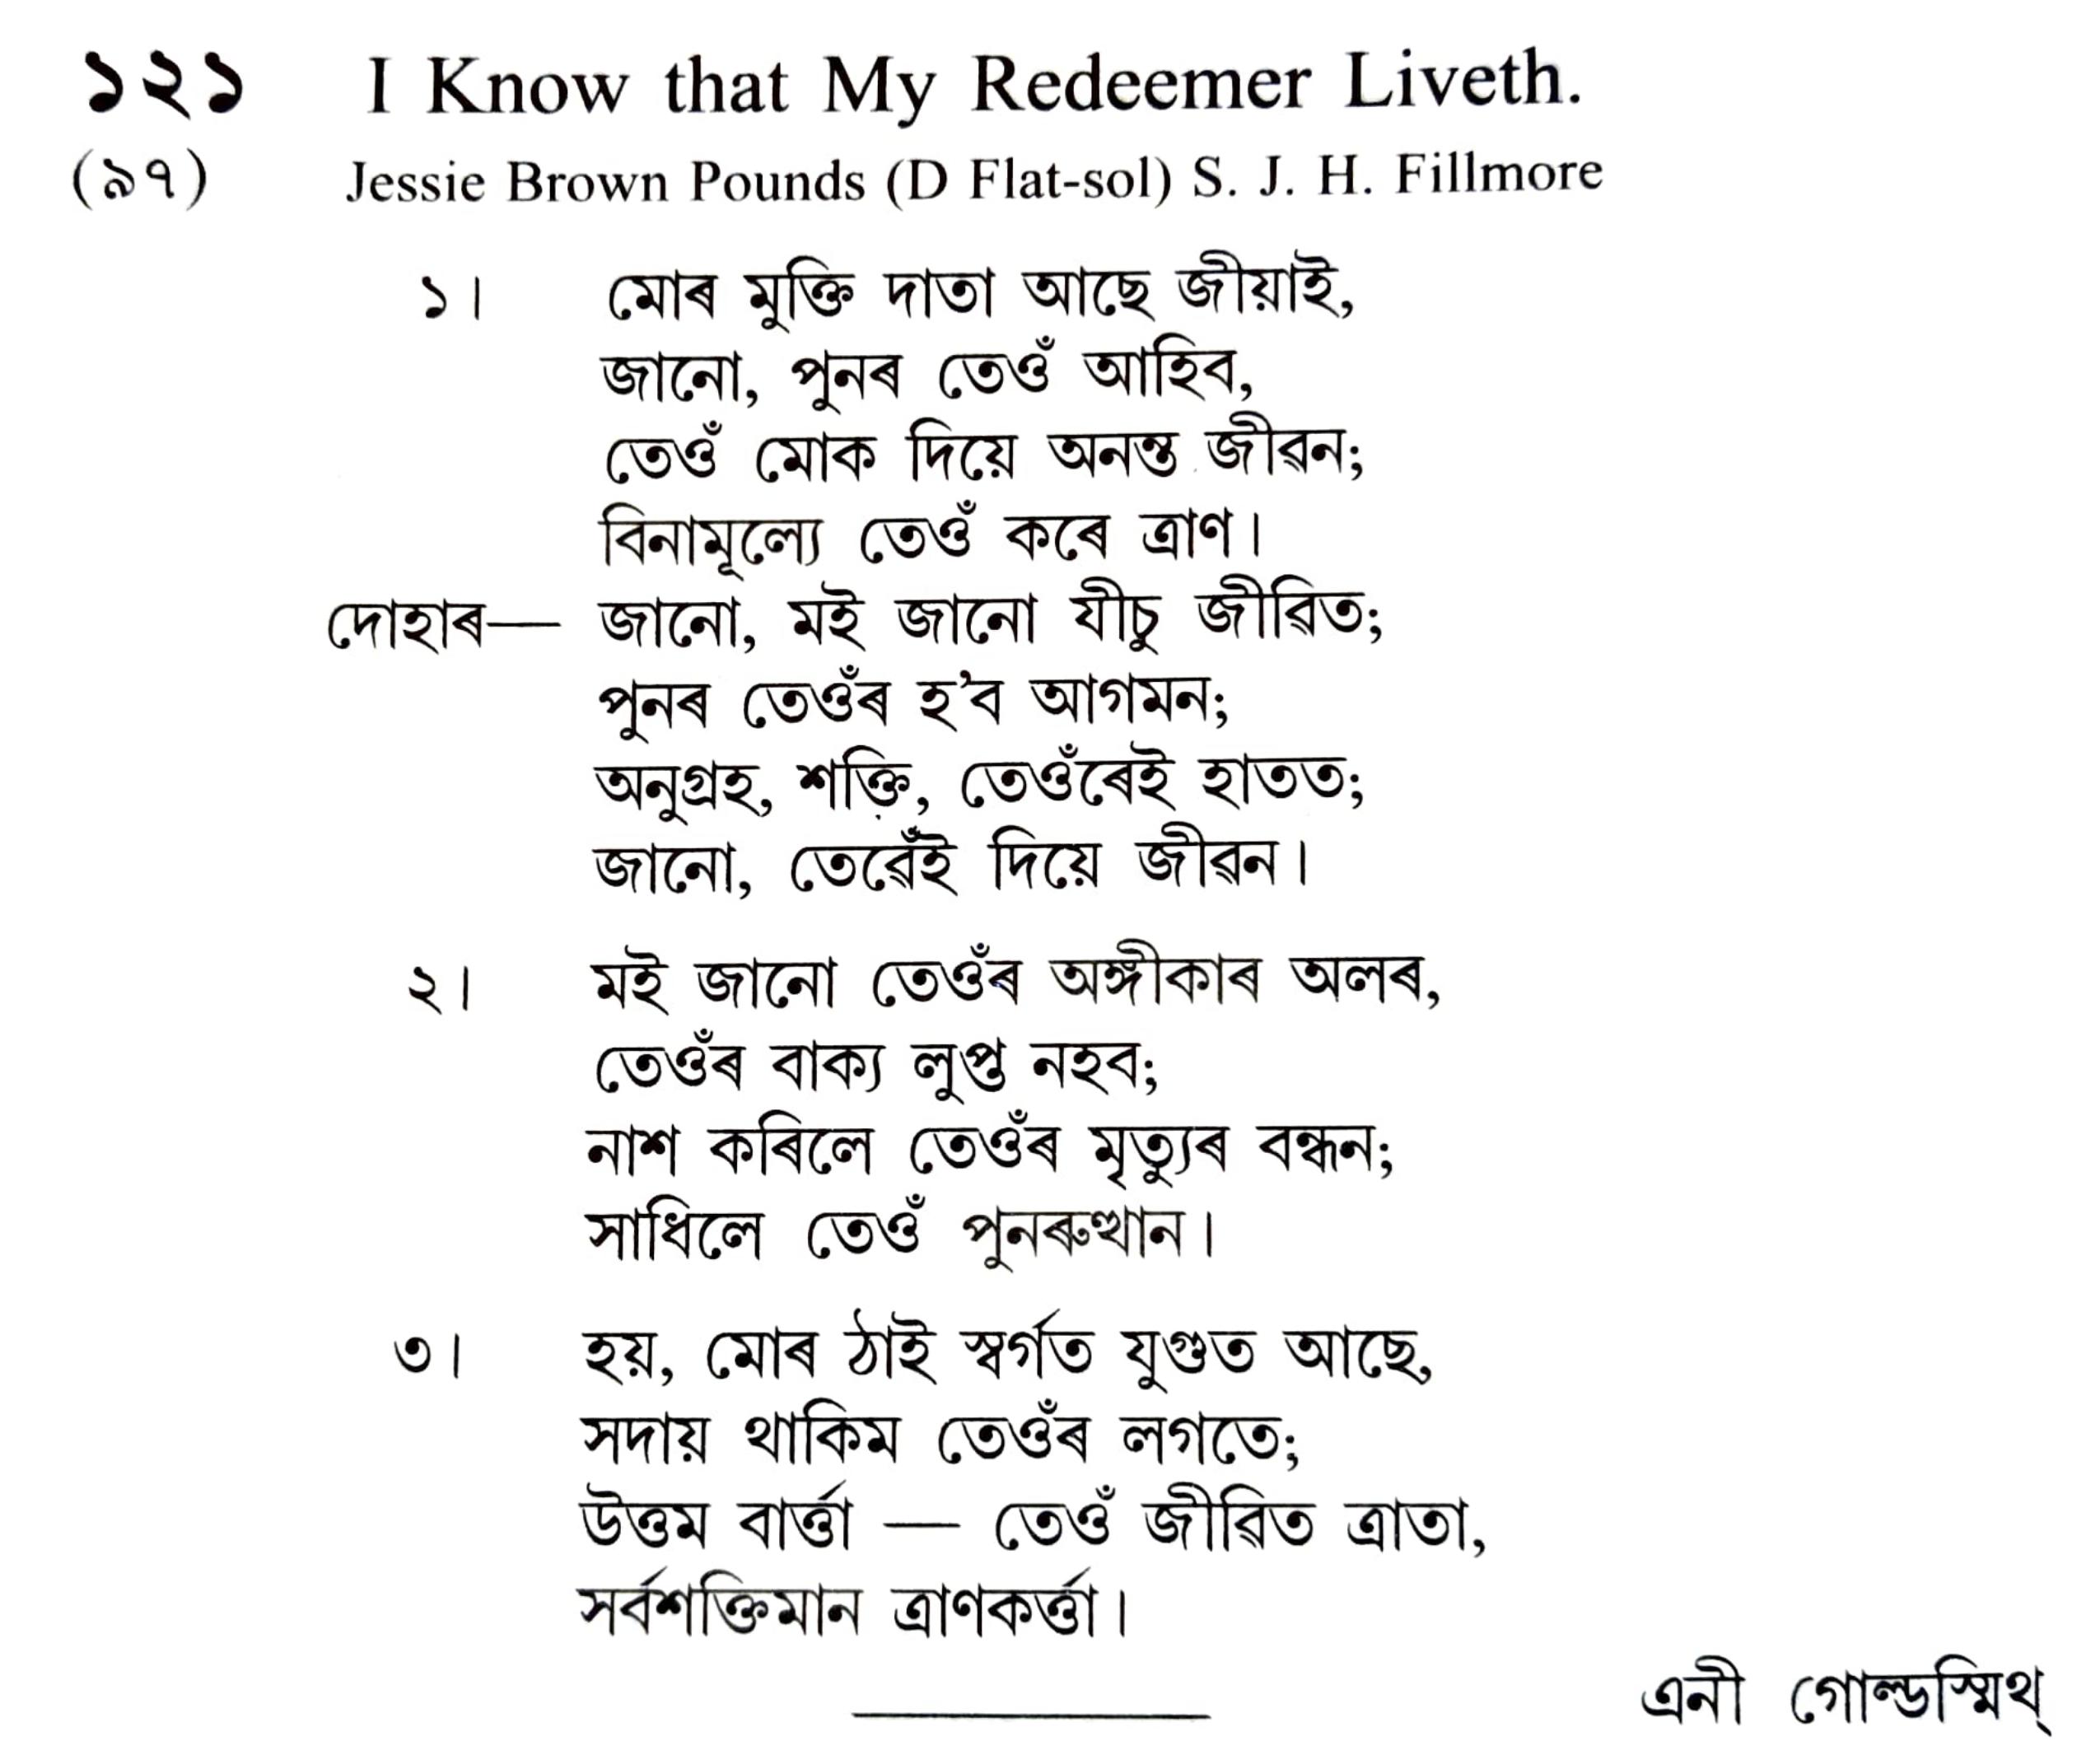 ১২১ I Know that My Redeemer Liveth.
(৯৭) Jessie Brown Pounds (D Flat-sol) S. J. H. Fillmore
১। মোৰ মুক্তি দাতা আছে জীয়াই,
জানো, পুনৰ তেওঁ আহিব,
তেওঁ মোক দিয়ে অনন্ত জীৱন;
বিনামূল্যে তেওঁ কৰে ত্ৰাণ।
দোহাৰ— জানো, মই জানো যীচু জীৱিত;
পুনৰ তেওঁৰ হ'ব আগমন;
অনুগ্ৰহ, শক্তি, তেওঁৰেই হাতত;
জানো, তেৱেঁই দিয়ে জীৱন।
২। মই জানো তেওঁৰ অঙ্গীকাৰ অলৰ,
তেওঁৰ বাক্য লুপ্ত নহব;
নাশ কৰিলে তেওঁৰ মৃত্যুৰ বন্ধন;
সাধিলে তেওঁ পুনৰুত্থান।
৩। হয়, মোৰ ঠাই স্বৰ্গত যুগুত আছে,
সদায় থাকিম তেওঁৰ লগতে;
উত্তম বাৰ্ত্তা — তেওঁ জীৱিত ত্ৰাতা,
সৰ্বশক্তিমান ত্ৰাণকৰ্ত্তা।
এনী গোল্ডস্মিথ্